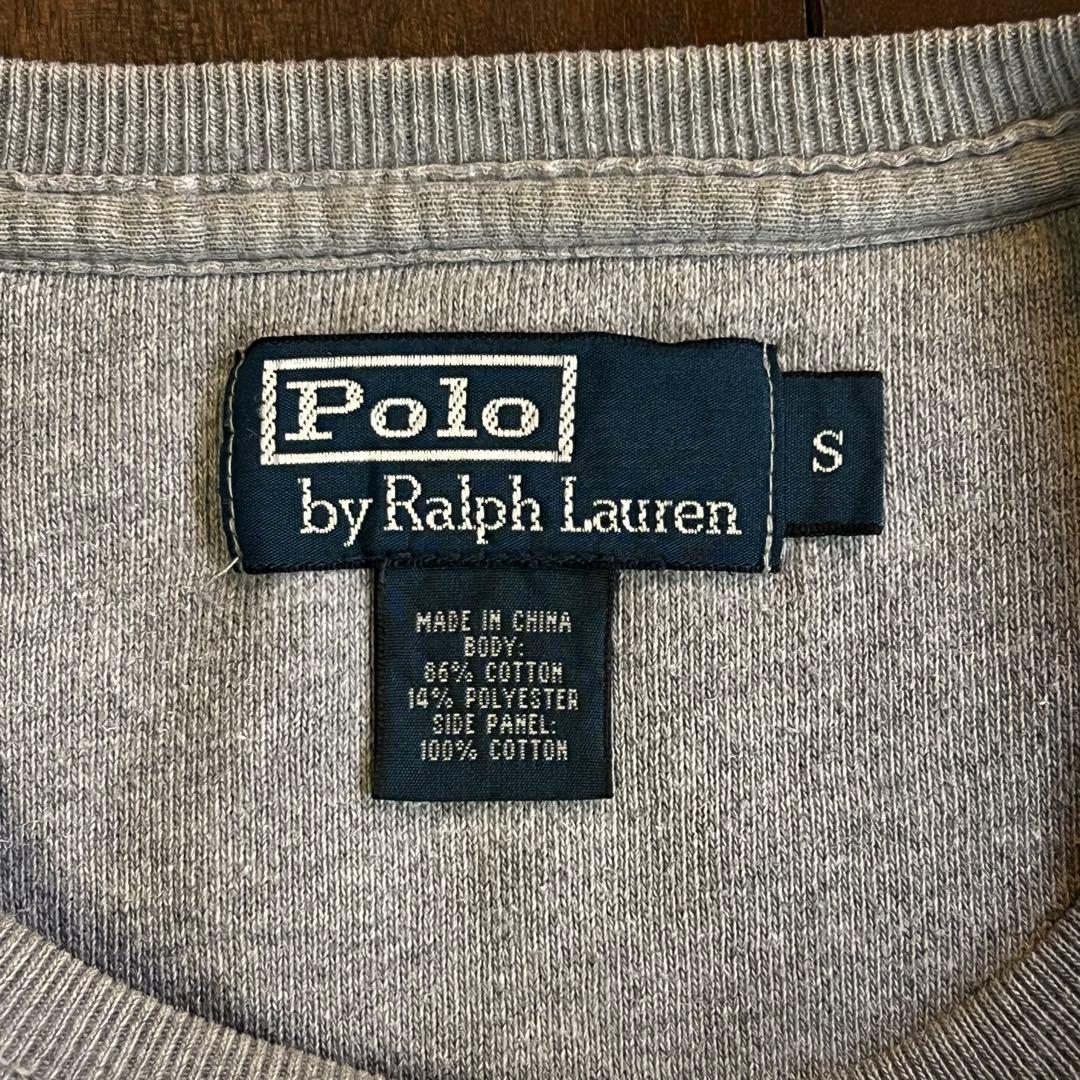 Polo
by Ralph Lauren
S
MADE IN CHINA
BODY:
86% COTTON
14% POLYESTER
SIDE PANEL:
100% COTTON